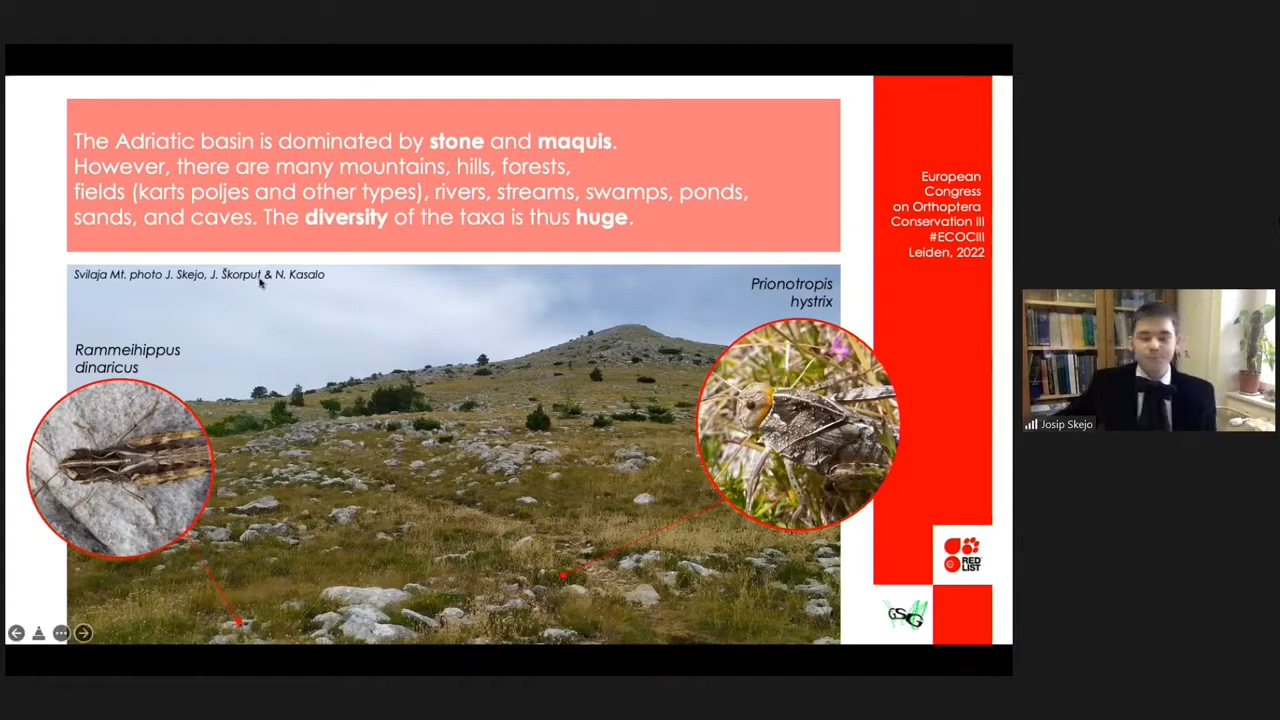 The Adriatic basin is dominated by stone and maquis.
However, there are many mountains, hills, forests,
fields (karts poljes and other types), rivers, streams, swamps, ponds,
sands, and caves. The diversity of the taxa is thus huge.
Svilaja Mt. photo J. Skejo, J. Škorput & N. Kasalo
Rammeihippus
dinaricus
Prionotropis
hystrix
European
Congress
on Orthoptera
Conservation III
#ECOCIII
Leiden, 2022
RED
LIST
GSG
Josip Skejo